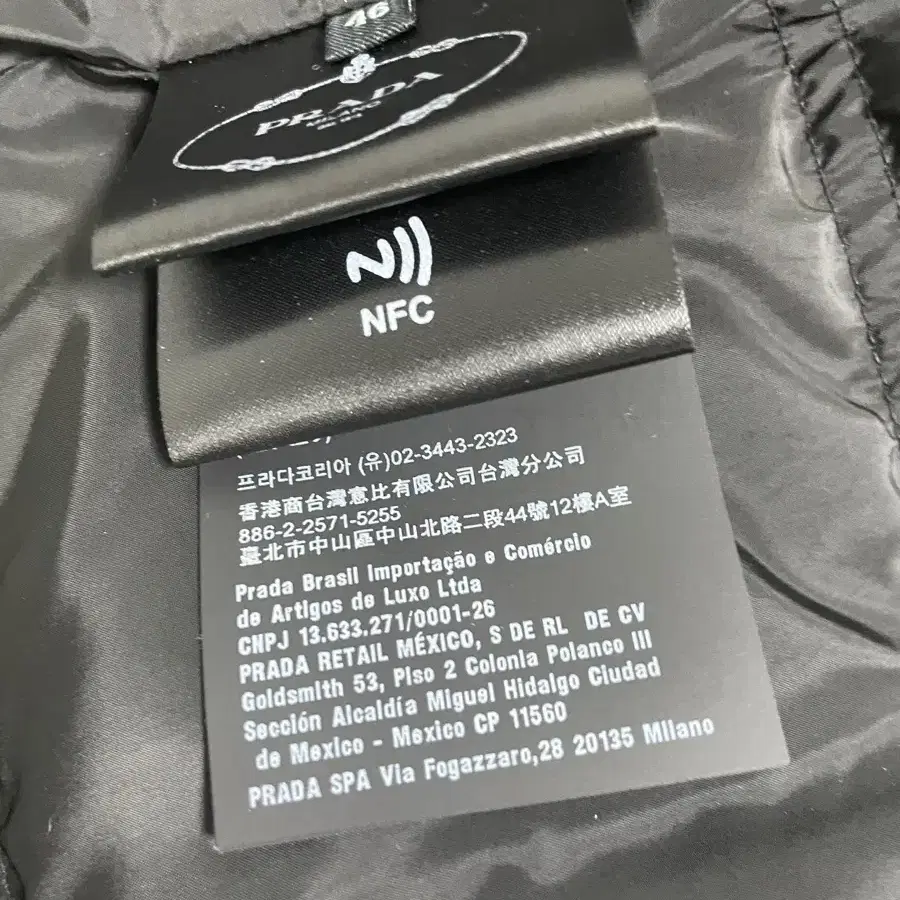 46
PRADA
MILANO
NFC
프라다코리아 (유)02-3443-2323
香港商台灣意比有限公司台灣分公司
886-2-2571-5255
臺北市中山區中山北路二段44號12樓A室
Prada Brasil Importação e Comércio
de Artigos de Luxo Ltda
CNPJ 13.633.271/0001-26
PRADA RETAIL MÉXICO, S DE RL DE CV
Goldsmith 53, Piso 2 Colonia Polanco III
Sección Alcaldía Miguel Hidalgo Ciudad
de Mexico - Mexico CP 11560
PRADA SPA Via Fogazzaro,28 20135 Milano